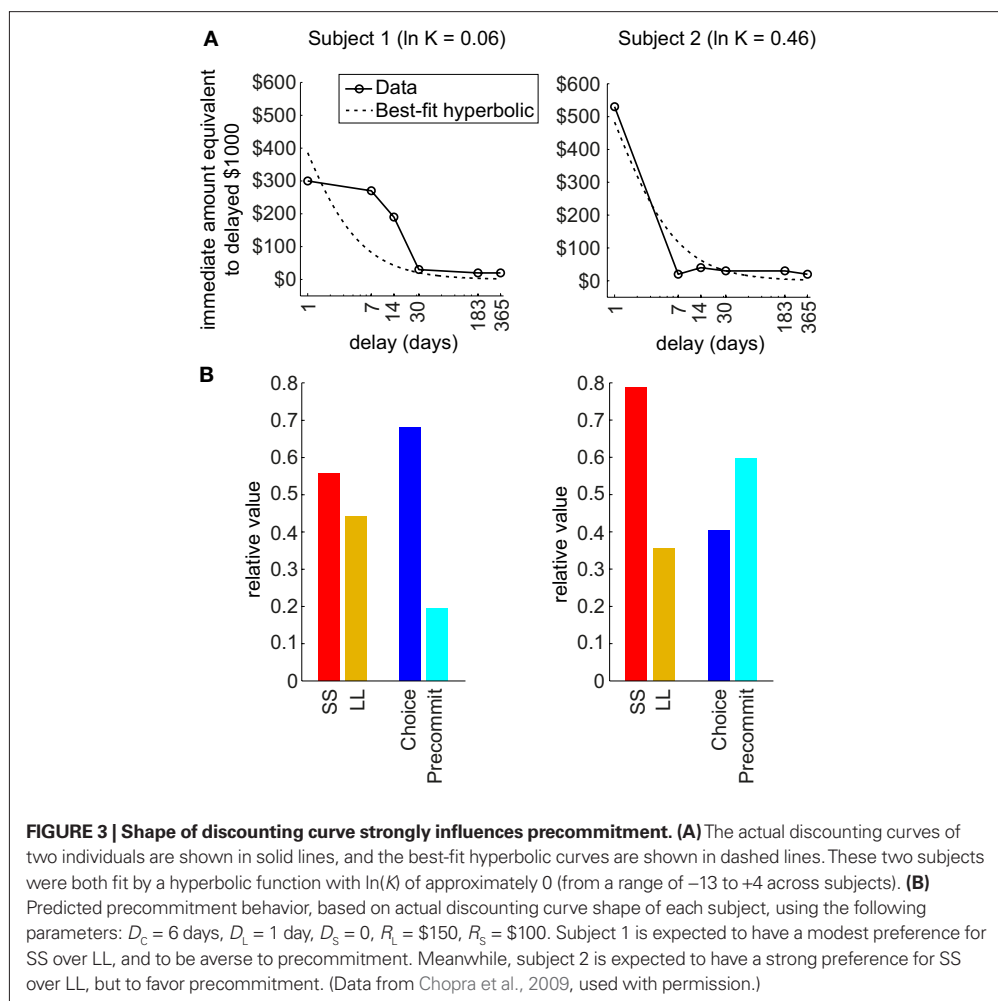 A
Subject 1 (ln K = 0.06)
Subject 2 (ln K = 0.46)
immediate amount equivalent
to delayed $1000
$600
$500
$400
$300
$200
$100
$0
Data
Best-fit hyperbolic
1
7
14
30
183
365
delay (days)
$600
$500
$400
$300
$200
$100
$0
1
7
14
30
183
365
delay (days)
B
relative value
0.8
0.7
0.6
0.5
0.4
0.3
0.2
0.1
0
SS
LL
Choice
Precommit
relative value
0.8
0.7
0.6
0.5
0.4
0.3
0.2
0.1
0
SS
LL
Choice
Precommit
FIGURE 3 | Shape of discounting curve strongly influences precommitment. (A) The actual discounting curves of
two individuals are shown in solid lines, and the best-fit hyperbolic curves are shown in dashed lines. These two subjects
were both fit by a hyperbolic function with ln(K) of approximately 0 (from a range of –13 to +4 across subjects). (B)
Predicted precommitment behavior, based on actual discounting curve shape of each subject, using the following
parameters: D_C = 6 days, D_L = 1 day, D_S = 0, R_L = $150, R_S = $100. Subject 1 is expected to have a modest preference for
SS over LL, and to be averse to precommitment. Meanwhile, subject 2 is expected to have a strong preference for SS
over LL, but to favor precommitment. (Data from Chopra et al., 2009, used with permission.)